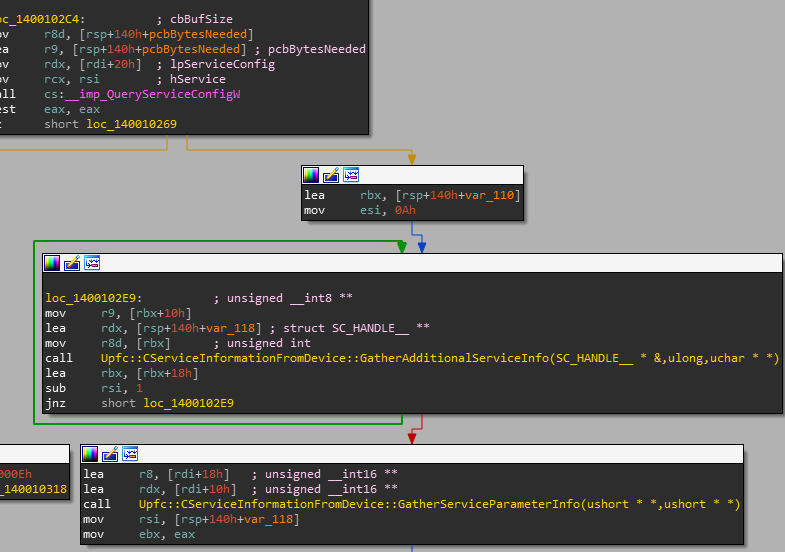 oc_1400102C4: ; cbBufSize
ov r8d, [rsp+140h+pcbBytesNeeded]
ea r9, [rsp+140h+pcbBytesNeeded] ; pcbBytesNeeded
ov rdx, [rdi+20h] ; lpServiceConfig
ov rcx, rsi ; hService
all cs:__imp_QueryServiceConfigW
est eax, eax
z short loc_140010269
lea rbx, [rsp+140h+var_110]
mov esi, 0Ah
loc_1400102E9: ; unsigned __int8 **
mov r9, [rbx+10h]
lea rdx, [rsp+140h+var_118] ; struct SC_HANDLE__ **
mov r8d, [rbx] ; unsigned int
call Upfc::CServiceInformationFromDevice::GatherAdditionalServiceInfo(SC_HANDLE__ * &,ulong,uchar * *)
lea rbx, [rbx+18h]
sub rsi, 1
jnz short loc_1400102E9
000Eh
_140010318
lea r8, [rdi+18h] ; unsigned __int16 **
lea rdx, [rdi+10h] ; unsigned __int16 **
call Upfc::CServiceInformationFromDevice::GatherServiceParameterInfo(ushort * *,ushort * *)
mov rsi, [rsp+140h+var_118]
mov ebx, eax